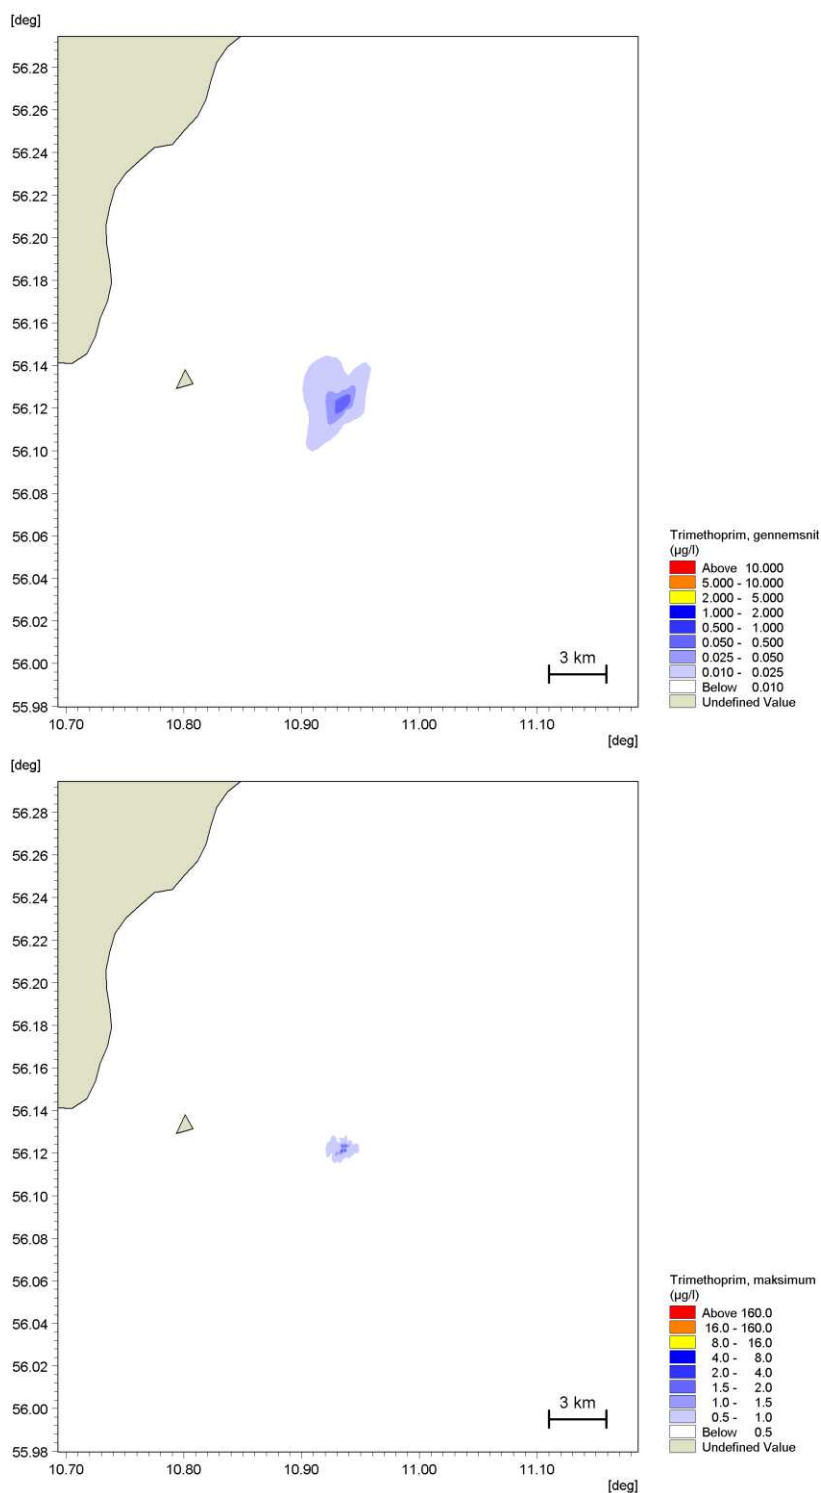 [deg]
56.28
56.26
56.24
56.22
56.20
56.18
56.16
56.14
56.12
56.10
56.08
56.06
56.04
56.02
56.00
55.98
10.70 10.80 10.90 11.00 11.10
[deg]
3 km
Trimethoprim, gennemsnit
(µg/l)
Above 10.000
5.000 - 10.000
2.000 - 5.000
1.000 - 2.000
0.500 - 1.000
0.050 - 0.500
0.025 - 0.050
0.010 - 0.025
Below 0.010
Undefined Value
[deg]
56.28
56.26
56.24
56.22
56.20
56.18
56.16
56.14
56.12
56.10
56.08
56.06
56.04
56.02
56.00
55.98
10.70 10.80 10.90 11.00 11.10
[deg]
3 km
Trimethoprim, maksimum
(µg/l)
Above 160.0
16.0 - 160.0
8.0 - 16.0
4.0 - 8.0
2.0 - 4.0
1.5 - 2.0
1.0 - 1.5
0.5 - 1.0
Below 0.5
Undefined Value